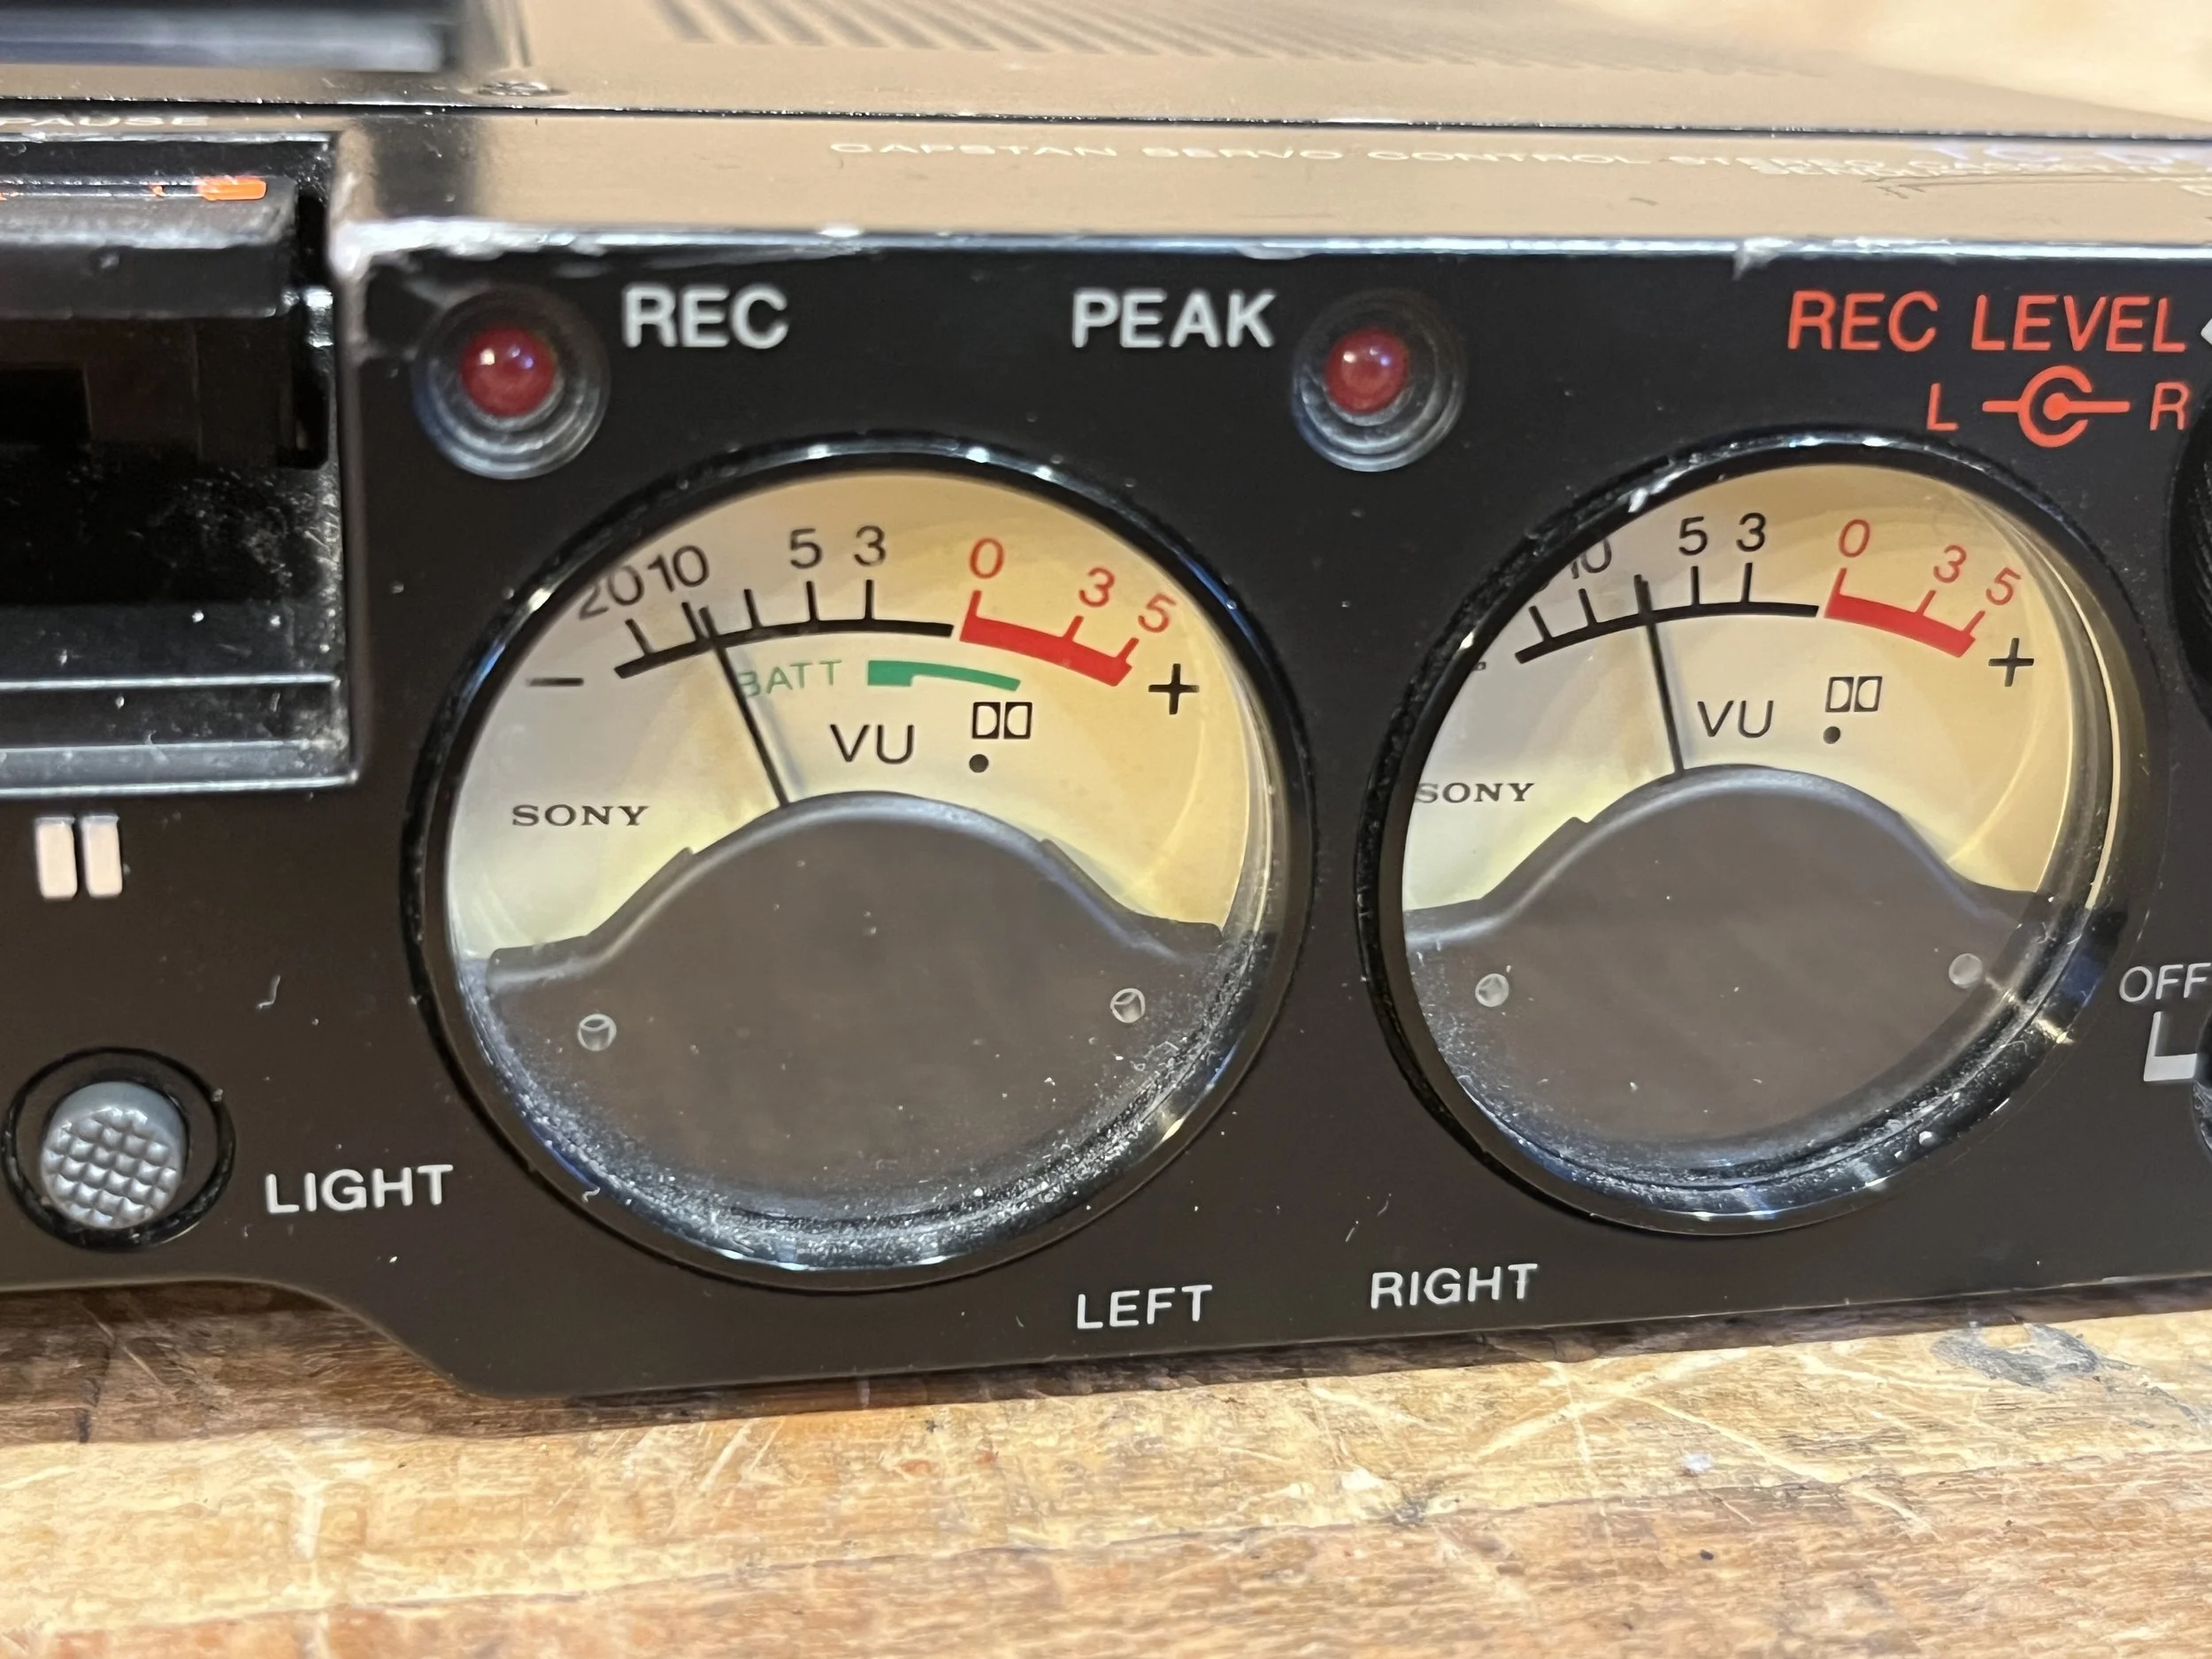 PAUSE
CAPSTAN SERVO CONTROL STEREO
REC
PEAK
REC LEVEL
L R
20 10 5 3 0 3 5
- +
BATT
VU
SONY
10 5 3 0 3 5
- +
VU
SONY
OFF
LIGHT
LEFT
RIGHT